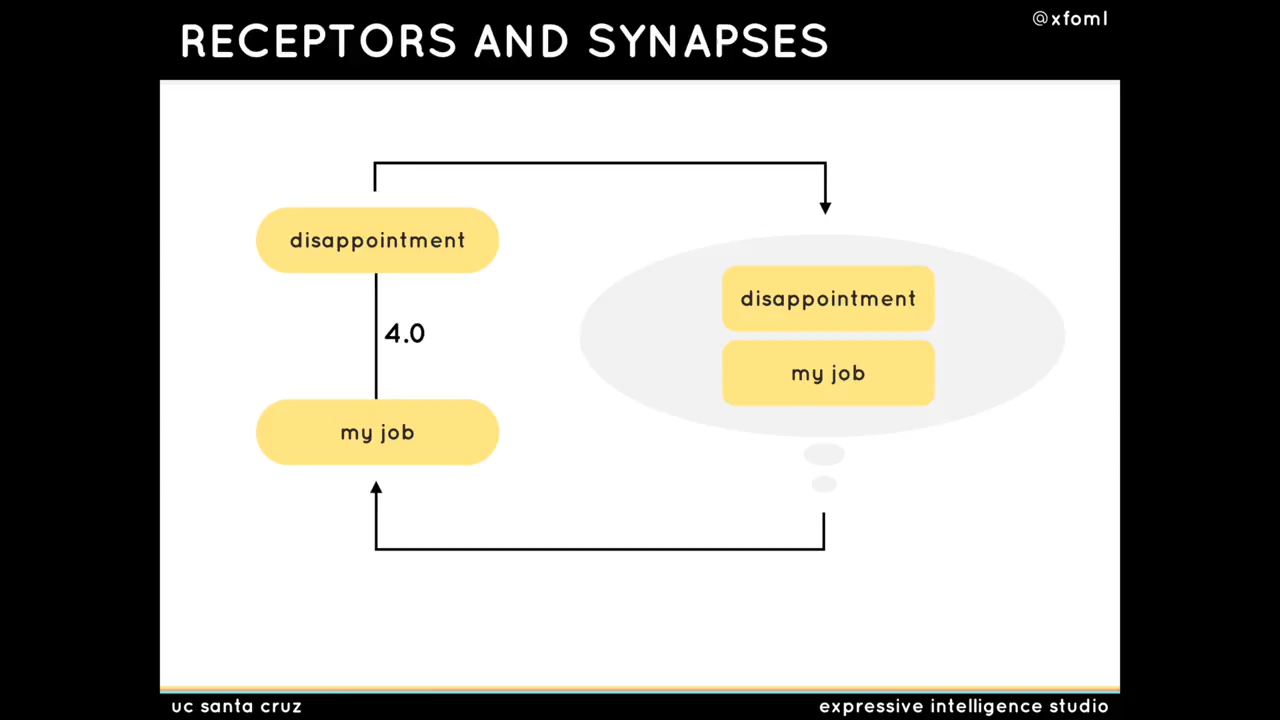 RECEPTORS AND SYNAPSES
@xfoml
disappointment
4.0
my job
disappointment
my job
uc santa cruz
expressive intelligence studio